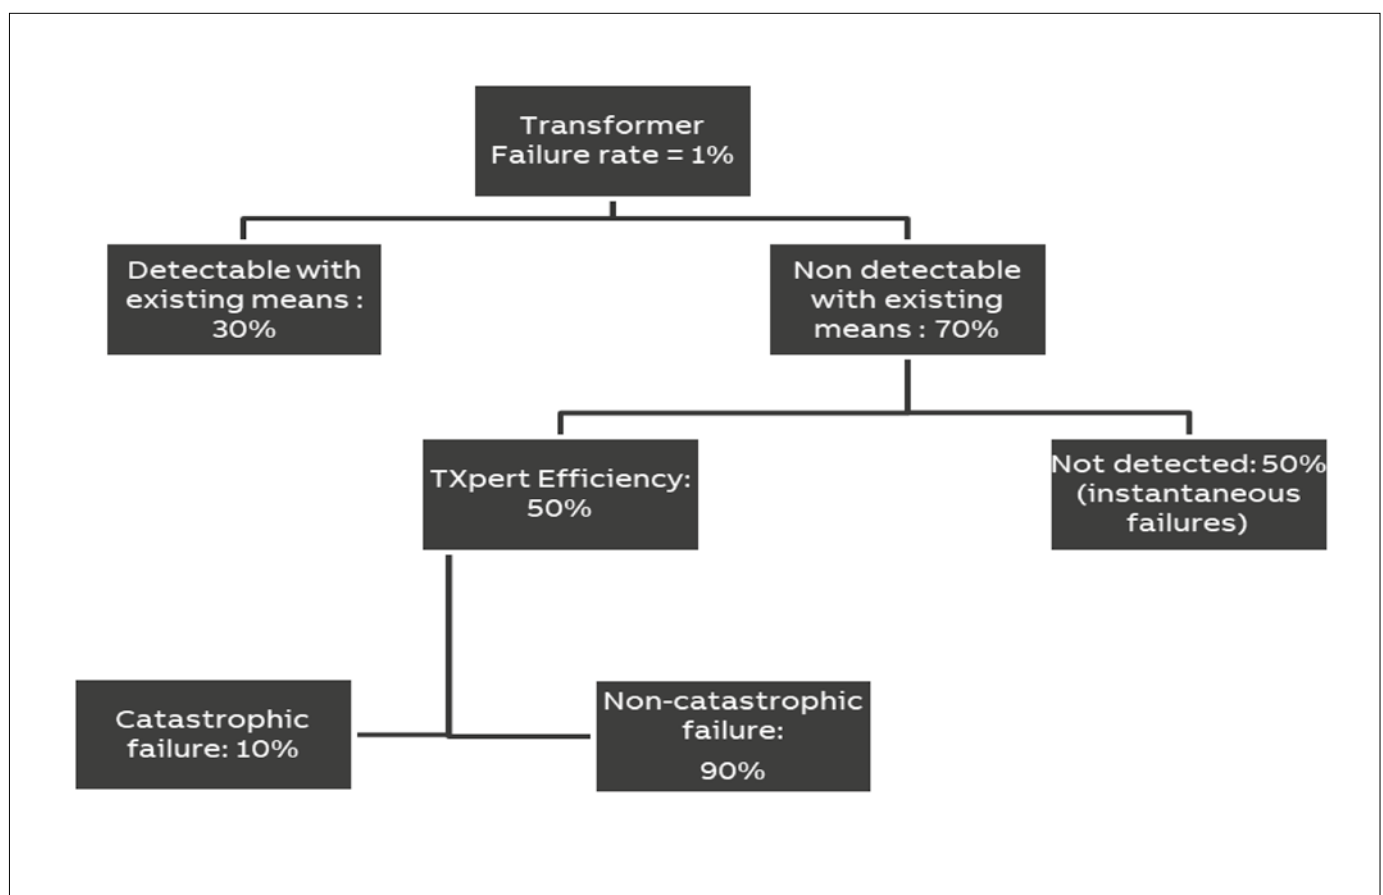 Transformer
Failure rate = 1%
Detectable with
existing means :
30%
Non detectable
with existing
means : 70%
TXpert Efficiency:
50%
Not detected: 50%
(instantaneous
failures)
Catastrophic
failure: 10%
Non-catastrophic
failure:
90%